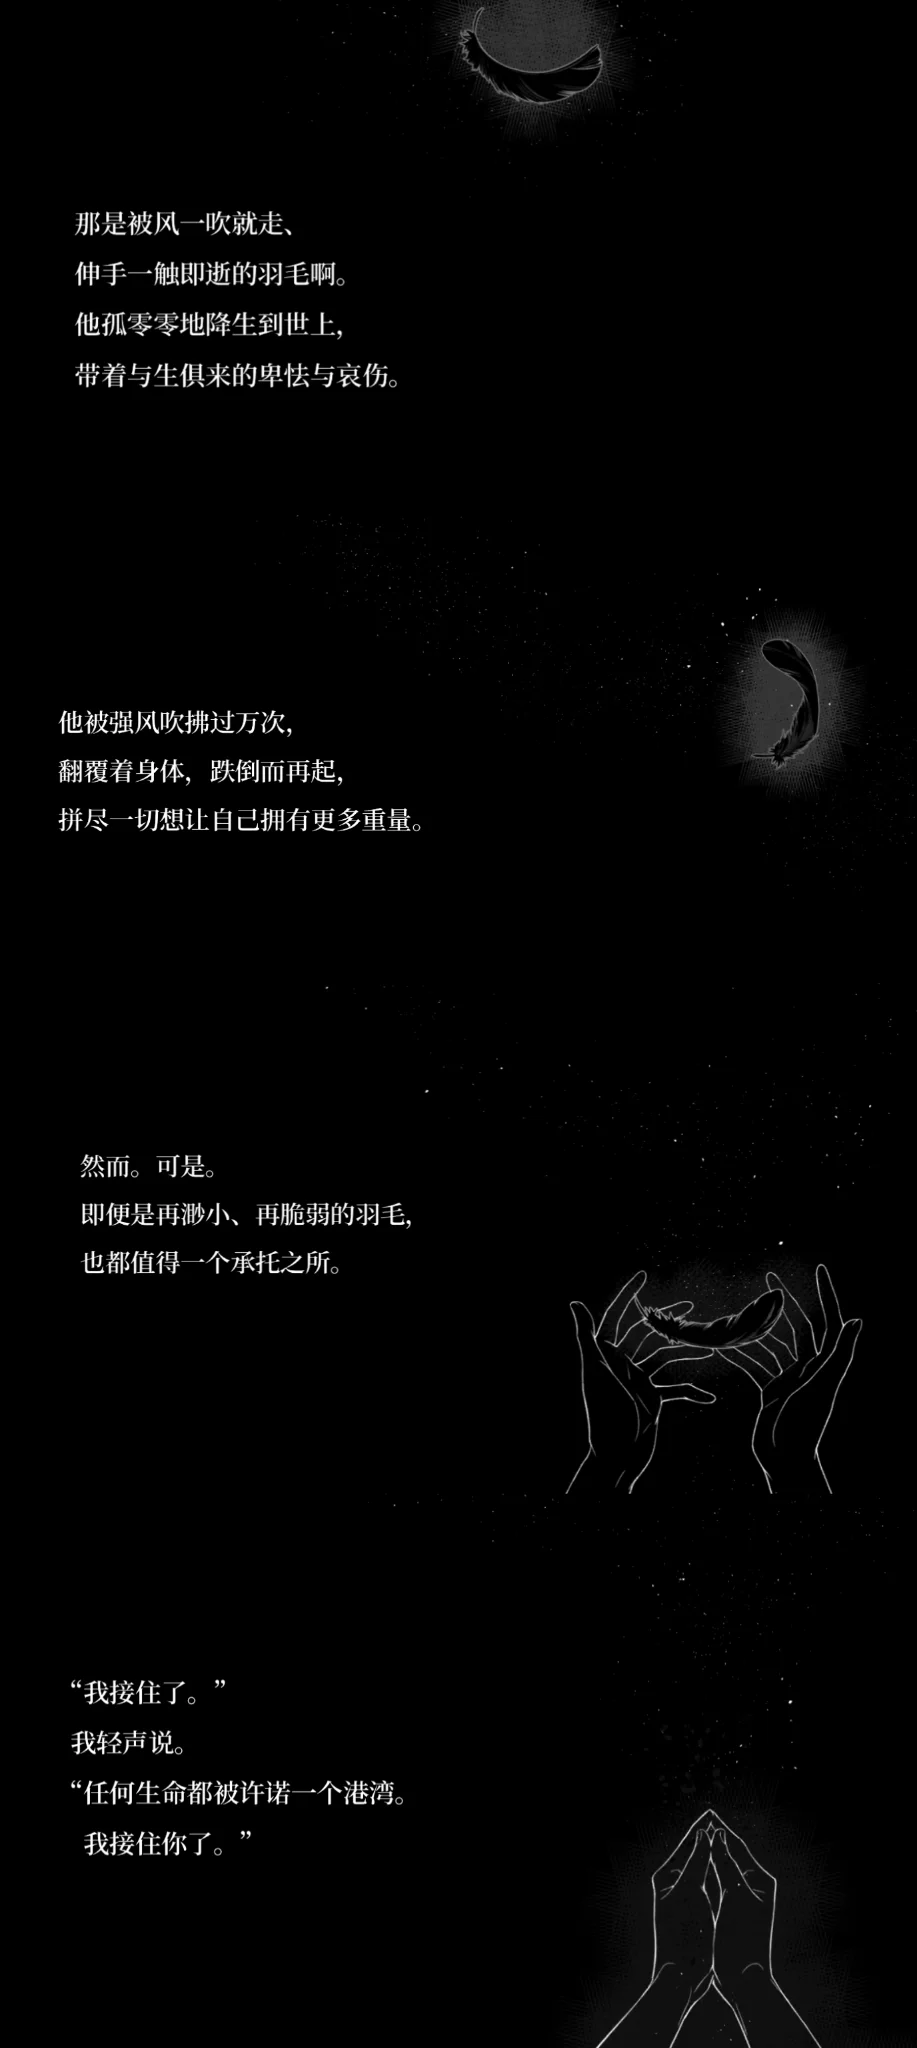 那是被风一吹就走、
伸手一触即逝的羽毛啊。
他孤零零地降生到世上，
带着与生俱来的卑怯与哀伤。
他被强风吹拂过万次，
翻覆着身体，跌倒而再起，
拼尽一切想让自己拥有更多重量。
然而。可是。
即便是再渺小、再脆弱的羽毛，
也都值得一个承托之所。
“我接住了。”
我轻声说。
“任何生命都被许诺一个港湾。
我接住你了。”